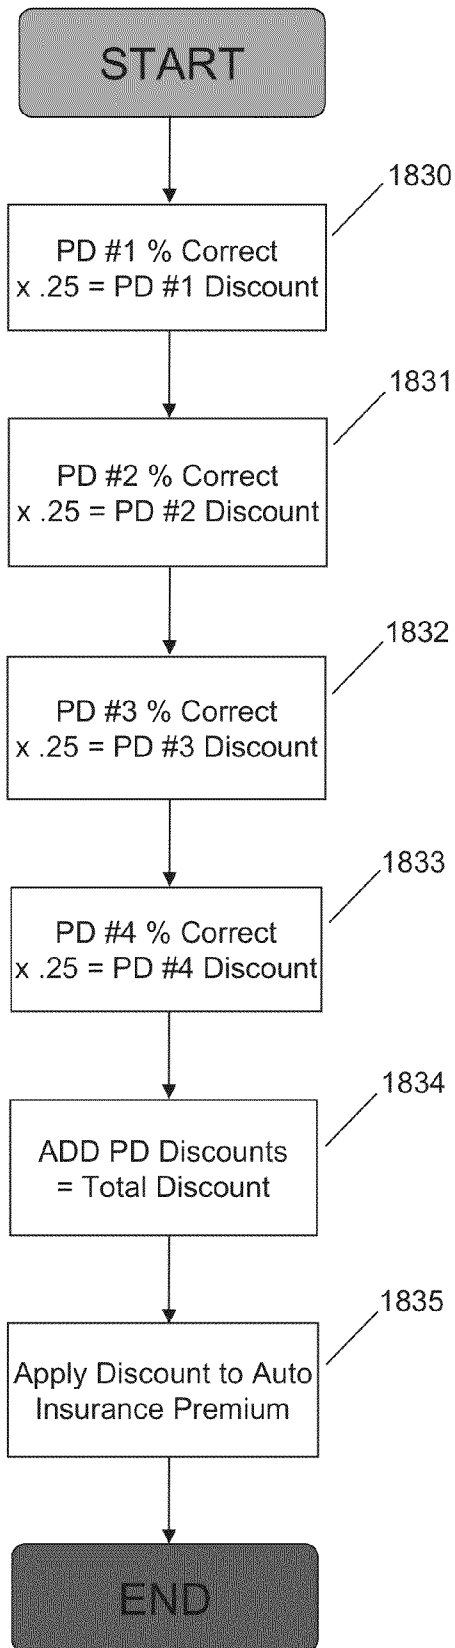 START
1830
PD #1 % Correct
x .25 = PD #1 Discount
1831
PD #2 % Correct
x .25 = PD #2 Discount
1832
PD #3 % Correct
x .25 = PD #3 Discount
1833
PD #4 % Correct
x .25 = PD #4 Discount
1834
ADD PD Discounts
= Total Discount
1835
Apply Discount to Auto
Insurance Premium
END